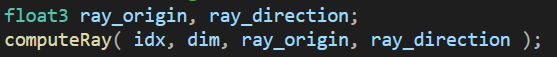 float3 ray_origin, ray_direction;
computeRay( idx, dim, ray_origin, ray_direction );